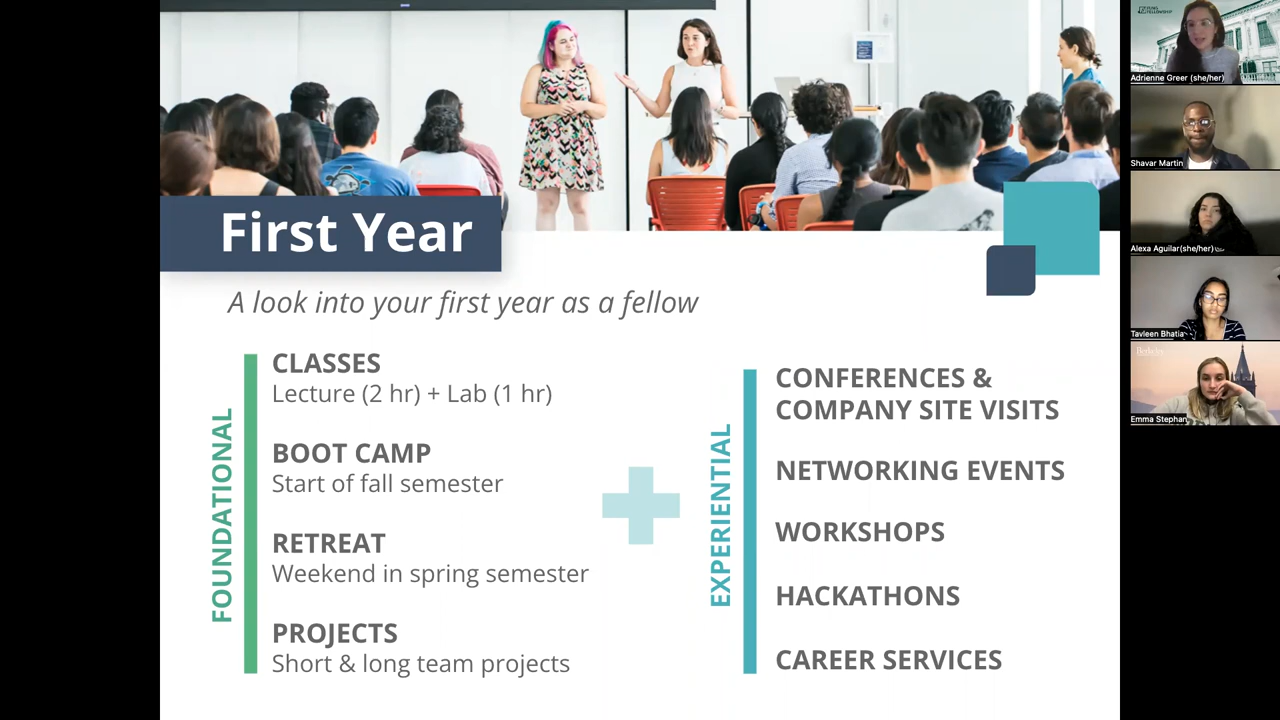 First Year
A look into your first year as a fellow
FOUNDATIONAL
CLASSES
Lecture (2 hr) + Lab (1 hr)
BOOT CAMP
Start of fall semester
RETREAT
Weekend in spring semester
PROJECTS
Short & long team projects
EXPERIENTIAL
CONFERENCES &
COMPANY SITE VISITS
NETWORKING EVENTS
WORKSHOPS
HACKATHONS
CAREER SERVICES
FUNG
FELLOWSHIP
Adrienne Greer (she/her)
Shavar Martin
Alexa Aguilar(she/her)
Tavleen Bhatia
Berkeley
Emma Stephan